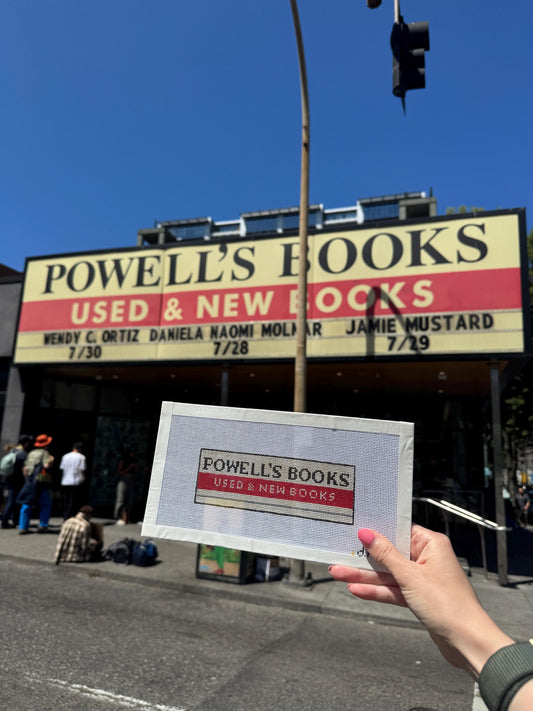 POWELL'S BOOKS
USED & NEW BOOKS
WENDY C. ORTIZ DANIELA NAOMI MOLNAR JAMIE MUSTARD
7/30 7/28 7/29
POWELL'S BOOKS
USED & NEW BOOKS